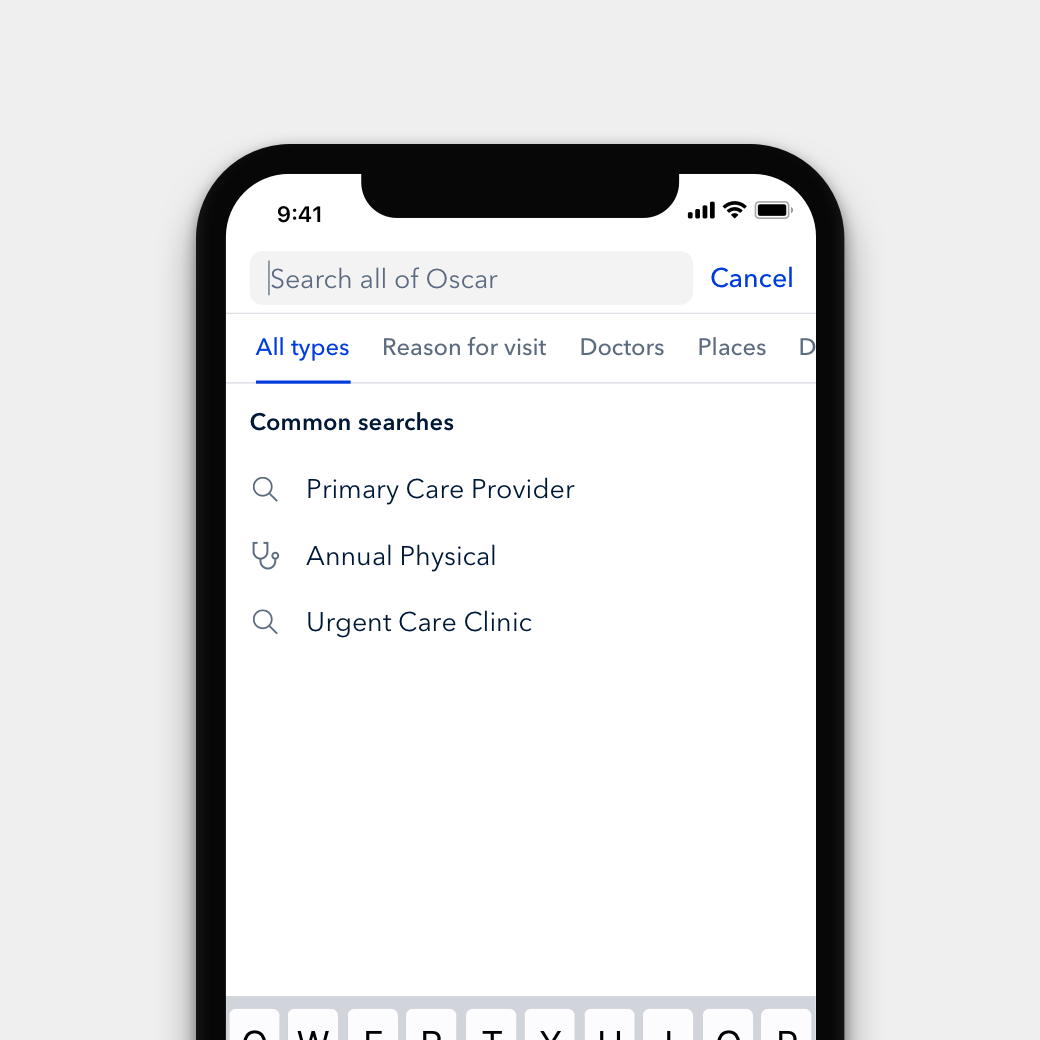 9:41
Search all of Oscar Cancel
All types Reason for visit Doctors Places D
Common searches
Primary Care Provider
Annual Physical
Urgent Care Clinic
Q W E R T Y U I O P